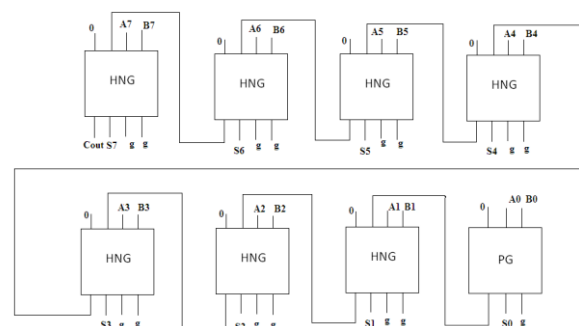 0 A7 B7 0 A6 B6 0 A5 B5 0 A4 B4
HNG HNG HNG HNG
Cout S7 g g S6 g g S5 g g S4 g g
0 A3 B3 0 A2 B2 0 A1 B1 0 A0 B0
HNG HNG HNG PG
S3 g g S2 g g S1 g g S0 g